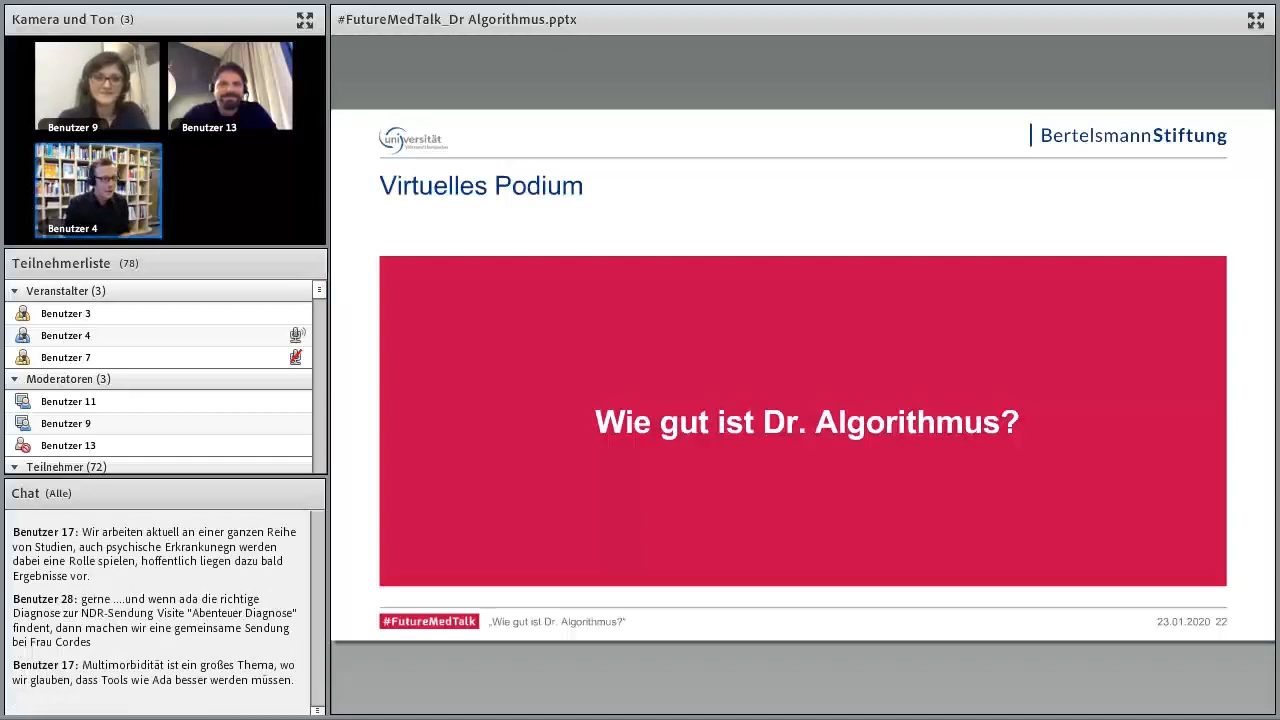 Kamera und Ton (3)
Benutzer 9
Benutzer 13
Benutzer 4
Teilnehmerliste (78)
Veranstalter (3)
Benutzer 3
Benutzer 4
Benutzer 7
Moderatoren (3)
Benutzer 11
Benutzer 9
Benutzer 13
Teilnehmer (72)
Chat (Alle)
Benutzer 17: Wir arbeiten aktuell an einer ganzen Reihe
von Studien, auch psychische Erkrankunegn werden
dabei eine Rolle spielen, hoffentlich liegen dazu bald
Ergebnisse vor.
Benutzer 28: gerne ....und wenn ada die richtige
Diagnose zur NDR-Sendung Visite "Abenteuer Diagnose"
findent, dann machen wir eine gemeinsame Sendung
bei Frau Cordes
Benutzer 17: Multimorbidität ist ein großes Thema, wo
wir glauben, dass Tools wie Ada besser werden müssen.
#FutureMedTalk_Dr Algorithmus.pptx
universität
BertelsmannStiftung
Virtuelles Podium
Wie gut ist Dr. Algorithmus?
#FutureMedTalk „Wie gut ist Dr. Algorithmus?“ 23.01.2020 22